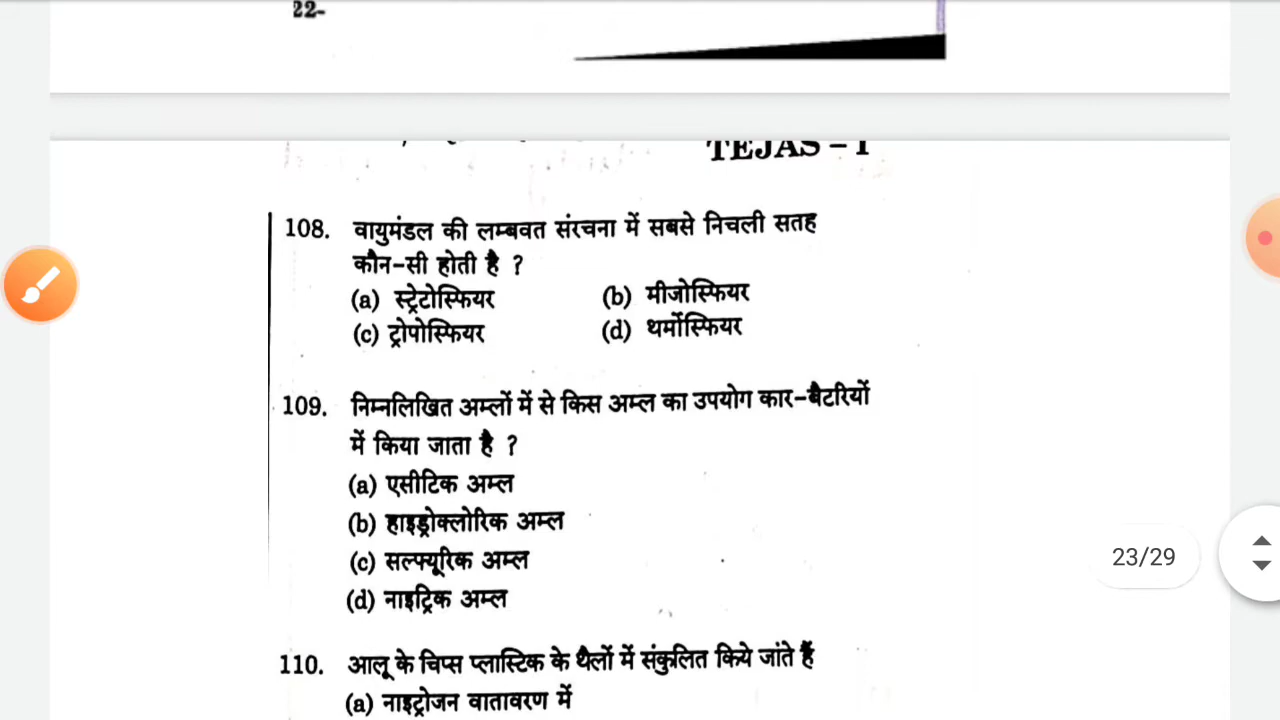 22-
TEJAS – 1
108. वायुमंडल की लम्बवत संरचना में सबसे निचली सतह
कौन-सी होती है ?
(a) स्ट्रेटोस्फियर (b) मीजोस्फियर
(c) ट्रोपोस्फियर (d) थर्मोस्फियर
109. निम्नलिखित अम्लों में से किस अम्ल का उपयोग कार-बैटरियों
में किया जाता है ?
(a) एसीटिक अम्ल
(b) हाइड्रोक्लोरिक अम्ल
(c) सल्फ्यूरिक अम्ल
(d) नाइट्रिक अम्ल
23/29
110. आलू के चिप्स प्लास्टिक के थैलों में संकुलित किये जांते हैं
(a) नाइट्रोजन वातावरण में